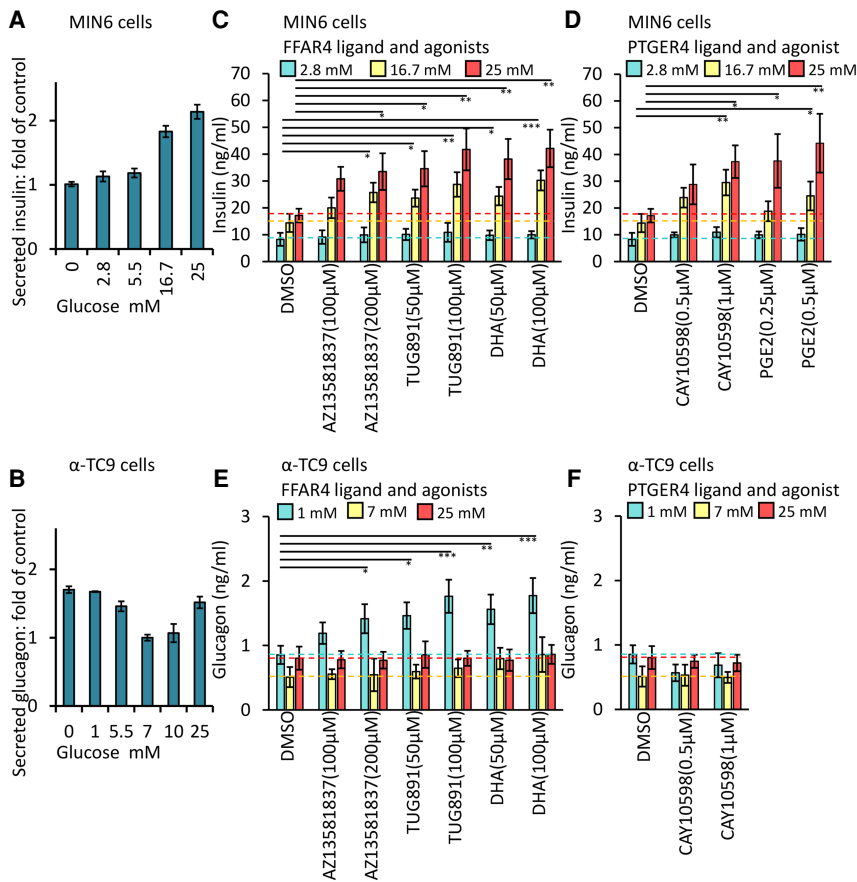 A
MIN6 cells
Secreted insulin: fold of control
2
1
0
0
2.8
5.5
16.7
25
Glucose mM
C
MIN6 cells
FFAR4 ligand and agonists
2.8 mM
16.7 mM
25 mM
Insulin (ng/ml)
70
60
50
40
30
20
10
0
**
**
**
*
*
***
*
**
*
*
DMSO
AZ13581837(100µM)
AZ13581837(200µM)
TUG891(50µM)
TUG891(100µM)
DHA(50µM)
DHA(100µM)
D
MIN6 cells
PTGER4 ligand and agonist
2.8 mM
16.7 mM
25 mM
Insulin (ng/ml)
70
60
50
40
30
20
10
0
**
*
*
*
**
DMSO
CAY10598(0.5µM)
CAY10598(1µM)
PGE2(0.25µM)
PGE2(0.5µM)
B
α-TC9 cells
Secreted glucagon: fold of control
2
1
0
0
1
5.5
7
10
25
Glucose mM
E
α-TC9 cells
FFAR4 ligand and agonists
1 mM
7 mM
25 mM
Glucagon (ng/ml)
3
2
1
0
***
**
***
*
*
DMSO
AZ13581837(100µM)
AZ13581837(200µM)
TUG891(50µM)
TUG891(100µM)
DHA(50µM)
DHA(100µM)
F
α-TC9 cells
PTGER4 ligand and agonist
1 mM
7 mM
25 mM
Glucagon (ng/ml)
3
2
1
0
DMSO
CAY10598(0.5µM)
CAY10598(1µM)